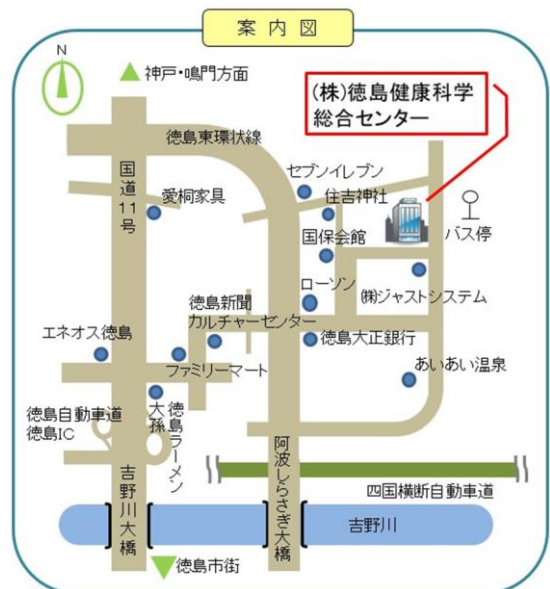 案内図
N
神戸・鳴門方面
(株)徳島健康科学
総合センター
徳島東環状線
国道11号
セブンイレブン
愛桐家具
住吉神社
国保会館
バス停
ローソン
㈱ジャストシステム
徳島新聞
カルチャーセンター
エネオス徳島
徳島大正銀行
ファミリーマート
あいあい温泉
徳島自動車道
徳島IC
徳島ラーメン
大孫
吉野川大橋
阿波しらさぎ大橋
四国横断自動車道
吉野川
徳島市街